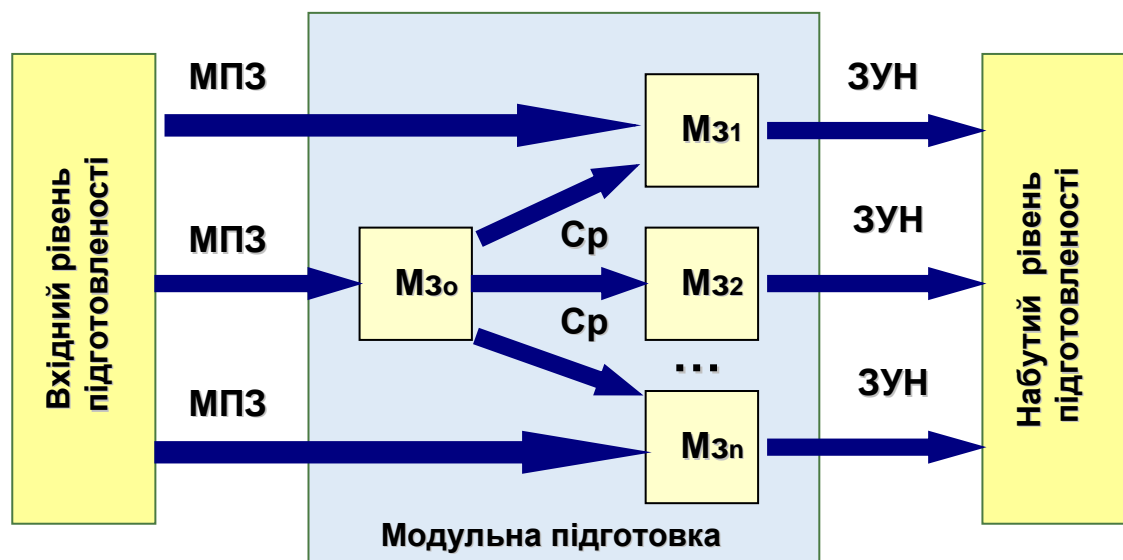 Вхідний рівень
підготовленості
МПЗ
МПЗ
МПЗ
Мз1
Мзо
Ср
Мз2
Ср
...
Мзn
Модульна підготовка
ЗУН
ЗУН
ЗУН
Набутий рівень
підготовленості